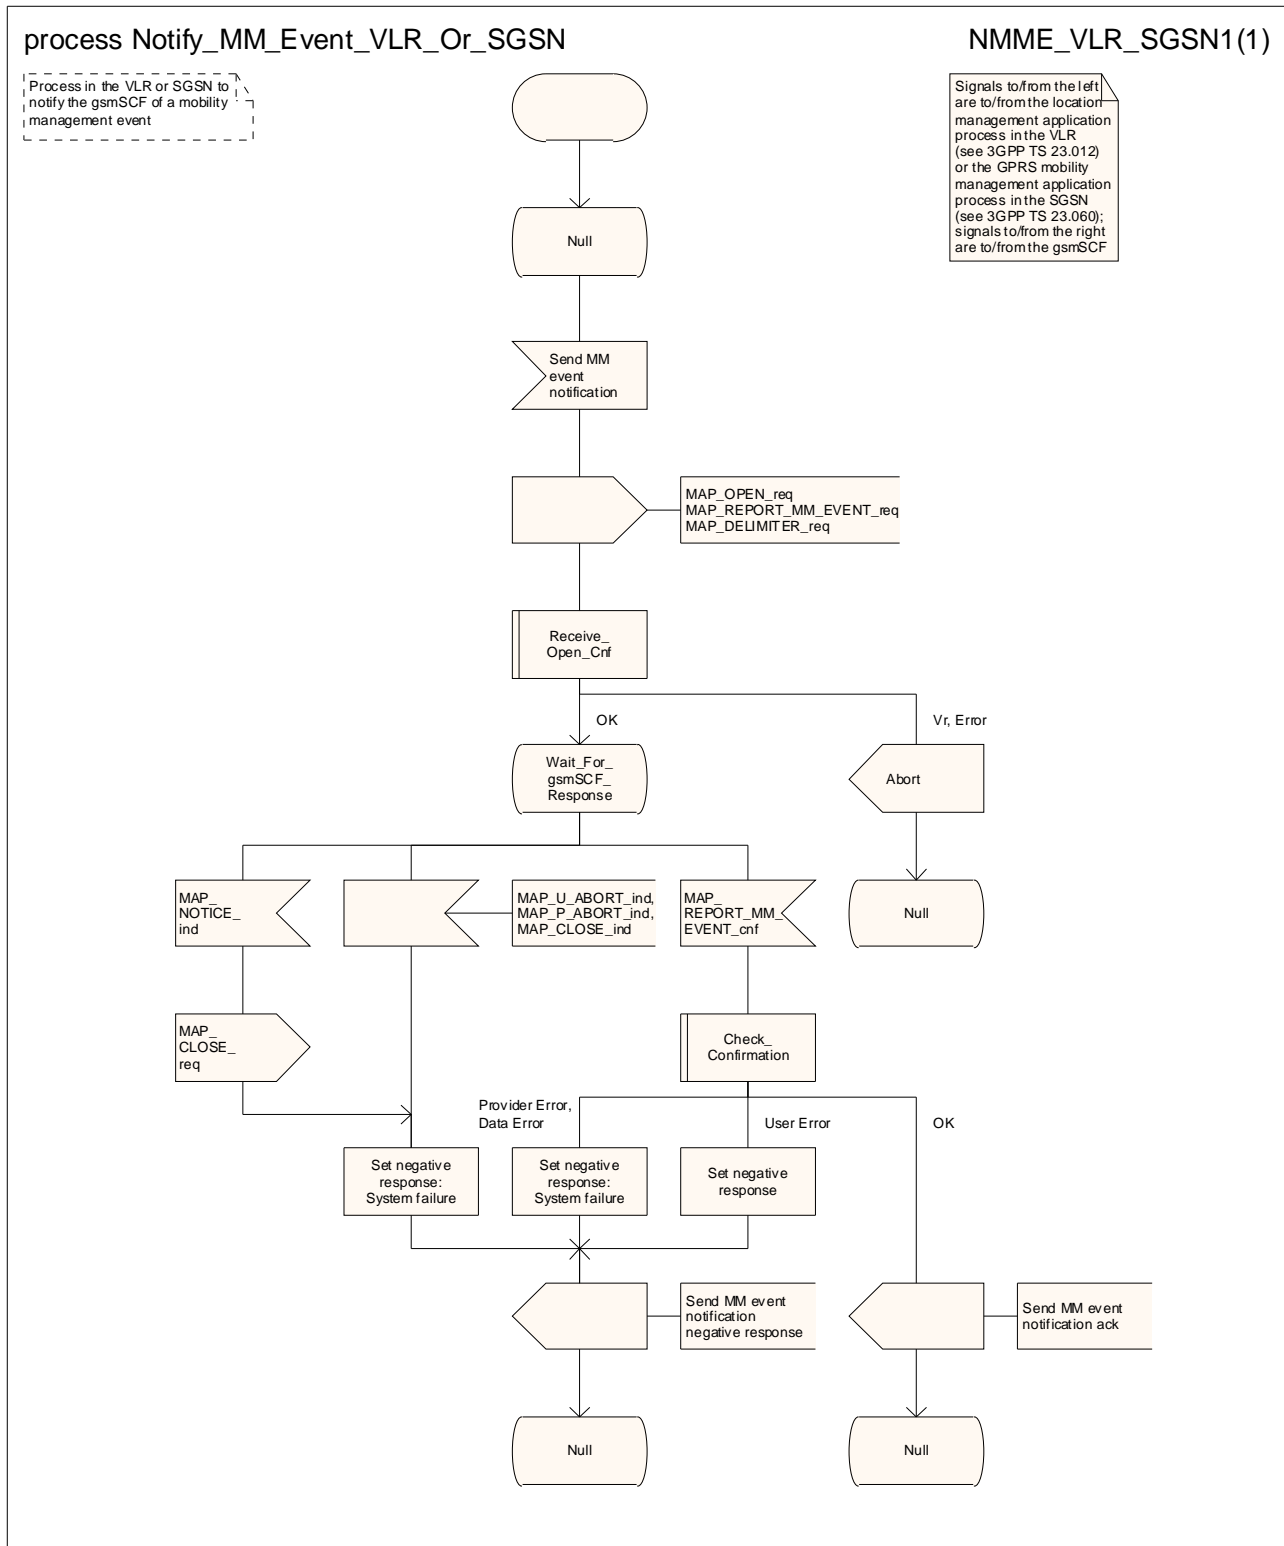 process Notify_MM_Event_VLR_Or_SGSN
NMME_VLR_SGSN1(1)
Process in the VLR or SGSN to
notify the gsmSCF of a mobility
management event
Signals to/from the left
are to/from the location
management application
process in the VLR
(see 3GPP TS 23.012)
or the GPRS mobility
management application
process in the SGSN
(see 3GPP TS 23.060);
signals to/from the right
are to/from the gsmSCF
Null
Send MM
event
notification
MAP_OPEN_req
MAP_REPORT_MM_EVENT_req
MAP_DELIMITER_req
Receive_
Open_Cnf
OK
Vr, Error
Wait_For_
gsmSCF_
Response
Abort
MAP_
NOTICE_
ind
MAP_U_ABORT_ind,
MAP_P_ABORT_ind,
MAP_CLOSE_ind
MAP_
REPORT_MM_
EVENT_cnf
Null
MAP_
CLOSE_
req
Check_
Confirmation
Provider Error,
Data Error
User Error
OK
Set negative
response:
System failure
Set negative
response:
System failure
Set negative
response
Send MM event
notification
negative response
Send MM event
notification ack
Null
Null